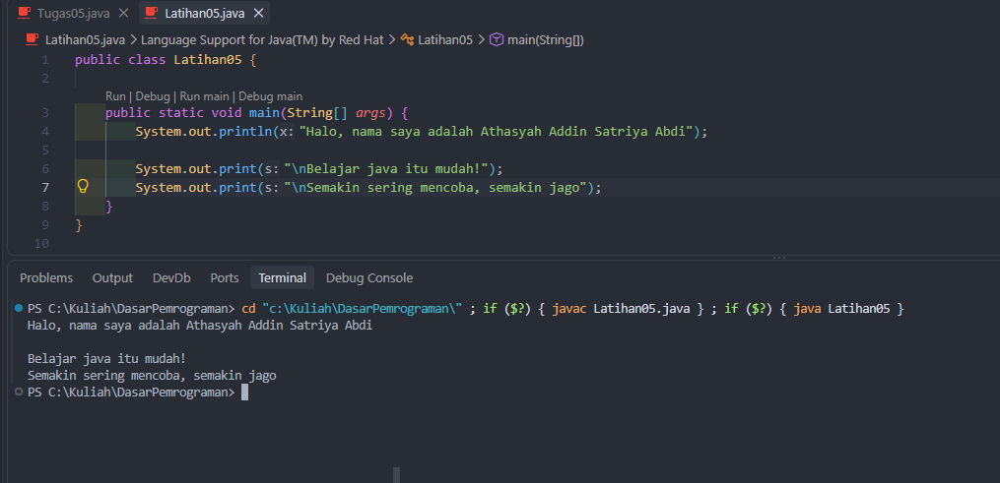 Tugas05.java Latihan05.java
Latihan05.java > Language Support for Java(TM) by Red Hat > Latihan05 > main(String[])
1 public class Latihan05 {
2
Run | Debug | Run main | Debug main
3 public static void main(String[] args) {
4 System.out.println(x: "Halo, nama saya adalah Athasyah Addin Satriya Abdi");
5
6 System.out.print(s: "\nBelajar java itu mudah!");
7 System.out.print(s: "\nSemakin sering mencoba, semakin jago");
8 }
9 }
10
Problems Output DevDb Ports Terminal Debug Console
PS C:\Kuliah\DasarPemrograman> cd "c:\Kuliah\DasarPemrograman\" ; if ($?) { javac Latihan05.java } ; if ($?) { java Latihan05 }
Halo, nama saya adalah Athasyah Addin Satriya Abdi
Belajar java itu mudah!
Semakin sering mencoba, semakin jago
PS C:\Kuliah\DasarPemrograman>